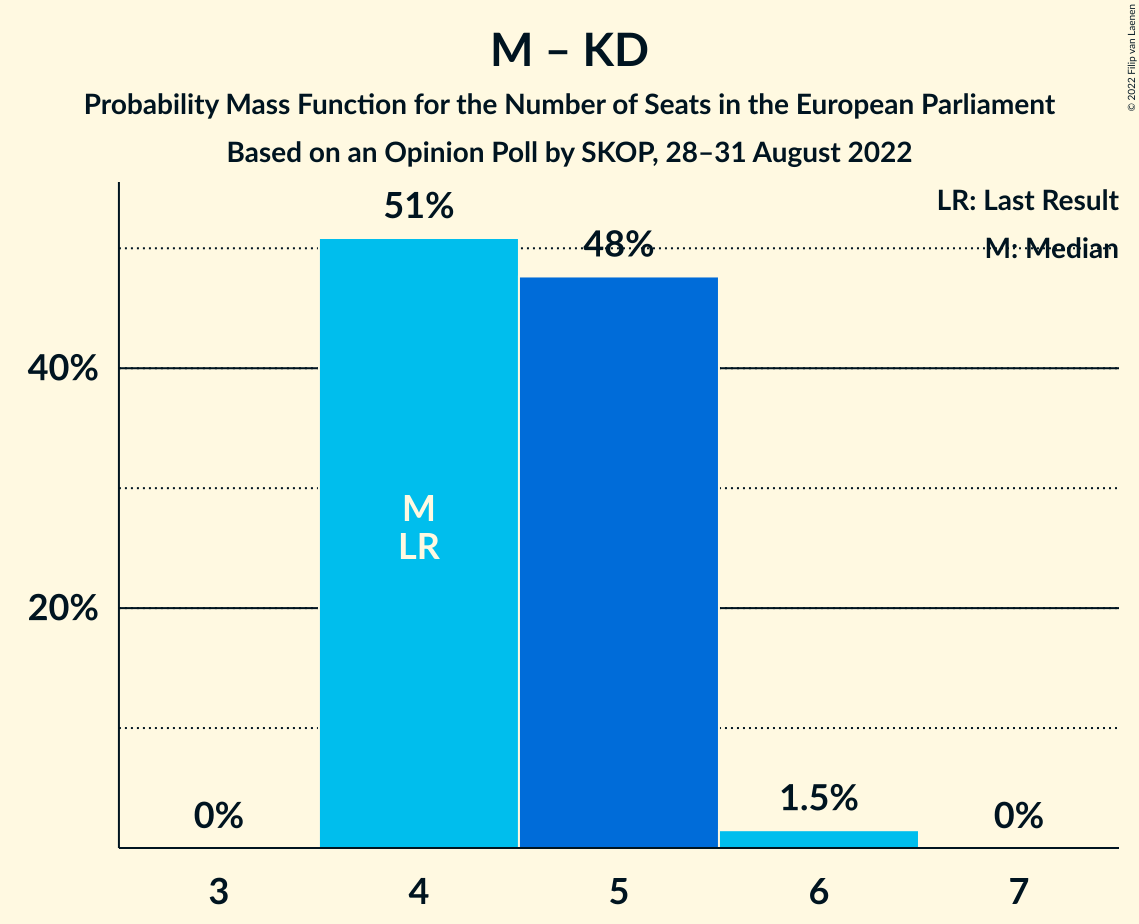 M – KD
Probability Mass Function for the Number of Seats in the European Parliament
Based on an Opinion Poll by SKOP, 28–31 August 2022
© 2022 Filip van Laenen
LR: Last Result
M: Median
51%
48%
40%
M
LR
20%
0%
1.5%
0%
3
4
5
6
7